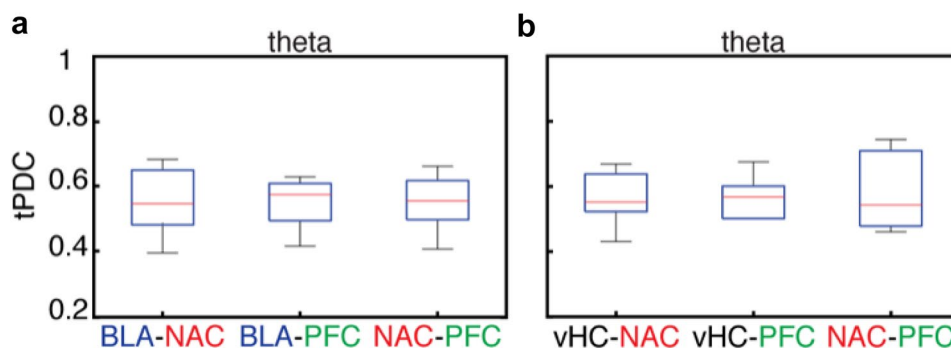 a
theta
1
0.8
0.6
0.4
0.2
tPDC
BLA-NAC BLA-PFC NAC-PFC
b
theta
vHC-NAC vHC-PFC NAC-PFC